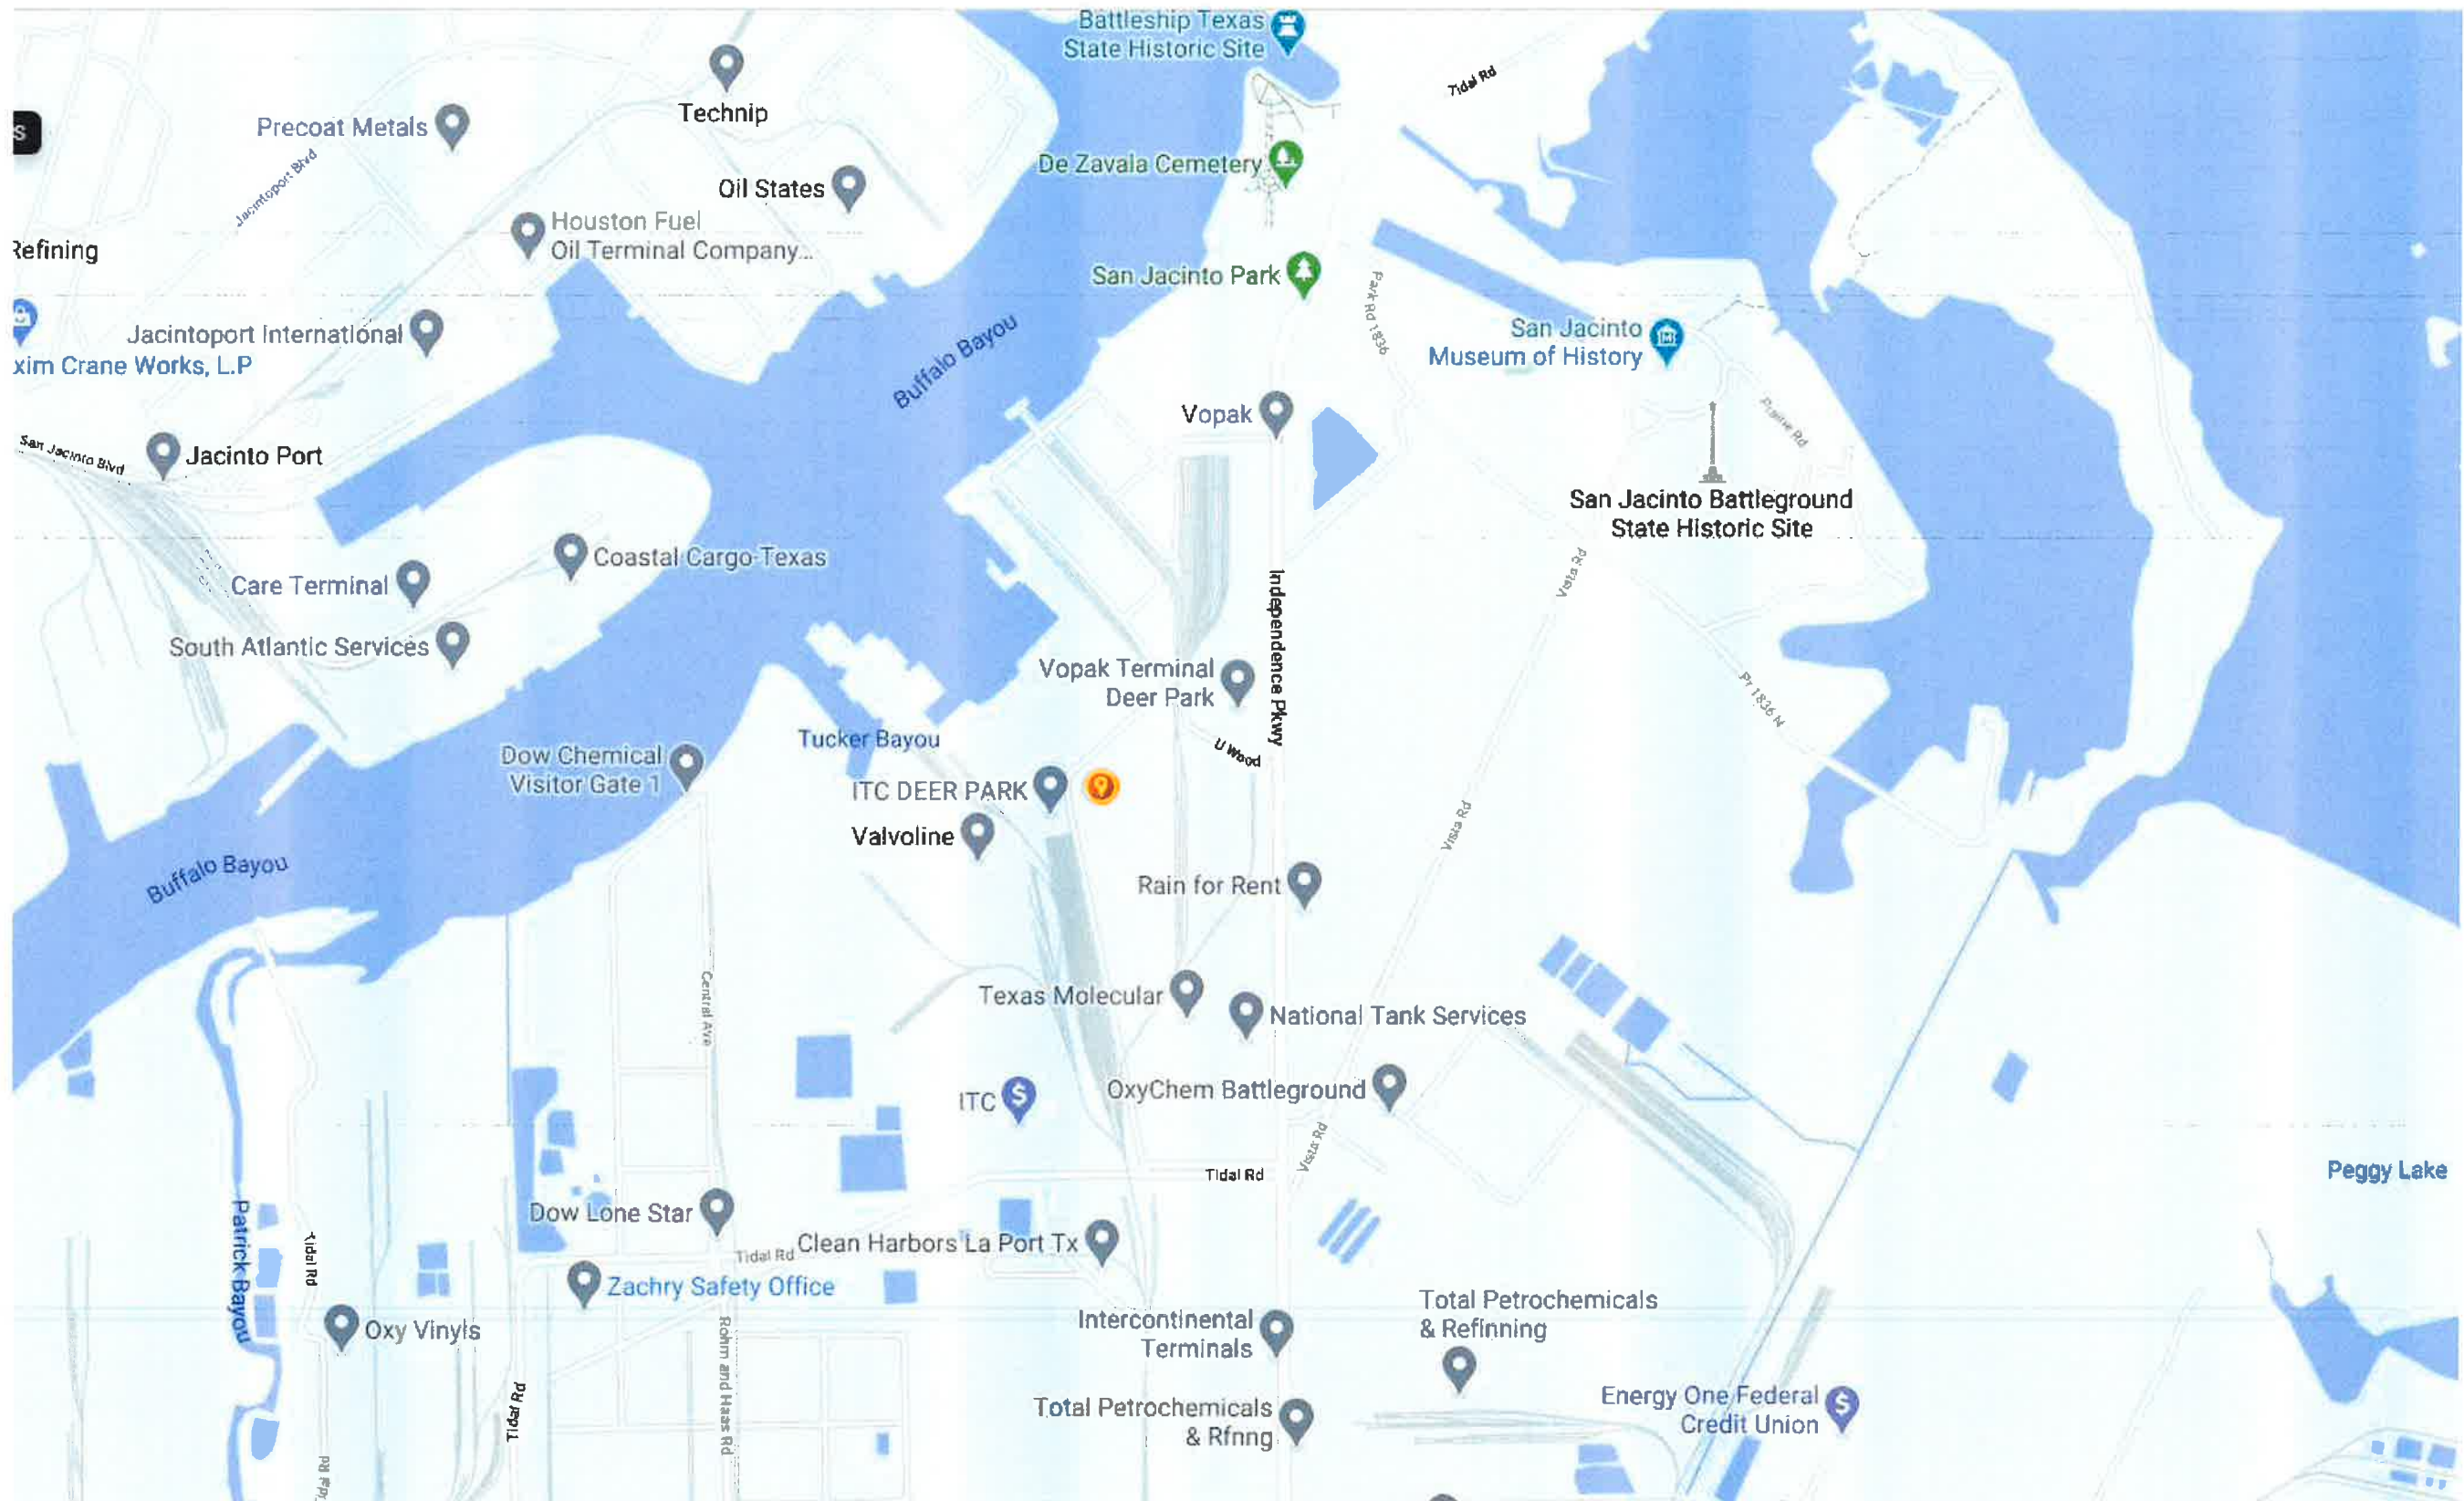 Battleship Texas
State Historic Site
Tidal Rd
Technip
Precoat Metals
S
Jacintoport Blvd
De Zavala Cemetery
Oil States
Houston Fuel
Oil Terminal Company...
Refining
San Jacinto Park
Park Rd 1836
Jacintoport International
xim Crane Works, L.P
Buffalo Bayou
San Jacinto
Museum of History
Vopak
Prairie Rd
San Jacinto Blvd
Jacinto Port
San Jacinto Battleground
State Historic Site
Coastal Cargo Texas
Care Terminal
Vista Rd
Independence Pkwy
South Atlantic Services
Vopak Terminal
Deer Park
Pr 1836 N
Tucker Bayou
U Wood
Dow Chemical
Visitor Gate 1
ITC DEER PARK
Valvoline
Vista Rd
Buffalo Bayou
Rain for Rent
Central Ave
Texas Molecular
National Tank Services
ITC
OxyChem Battleground
Vista Rd
Tidal Rd
Peggy Lake
Patrick Bayou
Dow Lone Star
Tidal Rd
Tidal Rd
Clean Harbors La Port Tx
Zachry Safety Office
Oxy Vinyls
Intercontinental
Terminals
Total Petrochemicals
& Refinning
Rohm and Haas Rd
Tidal Rd
Total Petrochemicals
& Rfnng
Energy One Federal
Credit Union